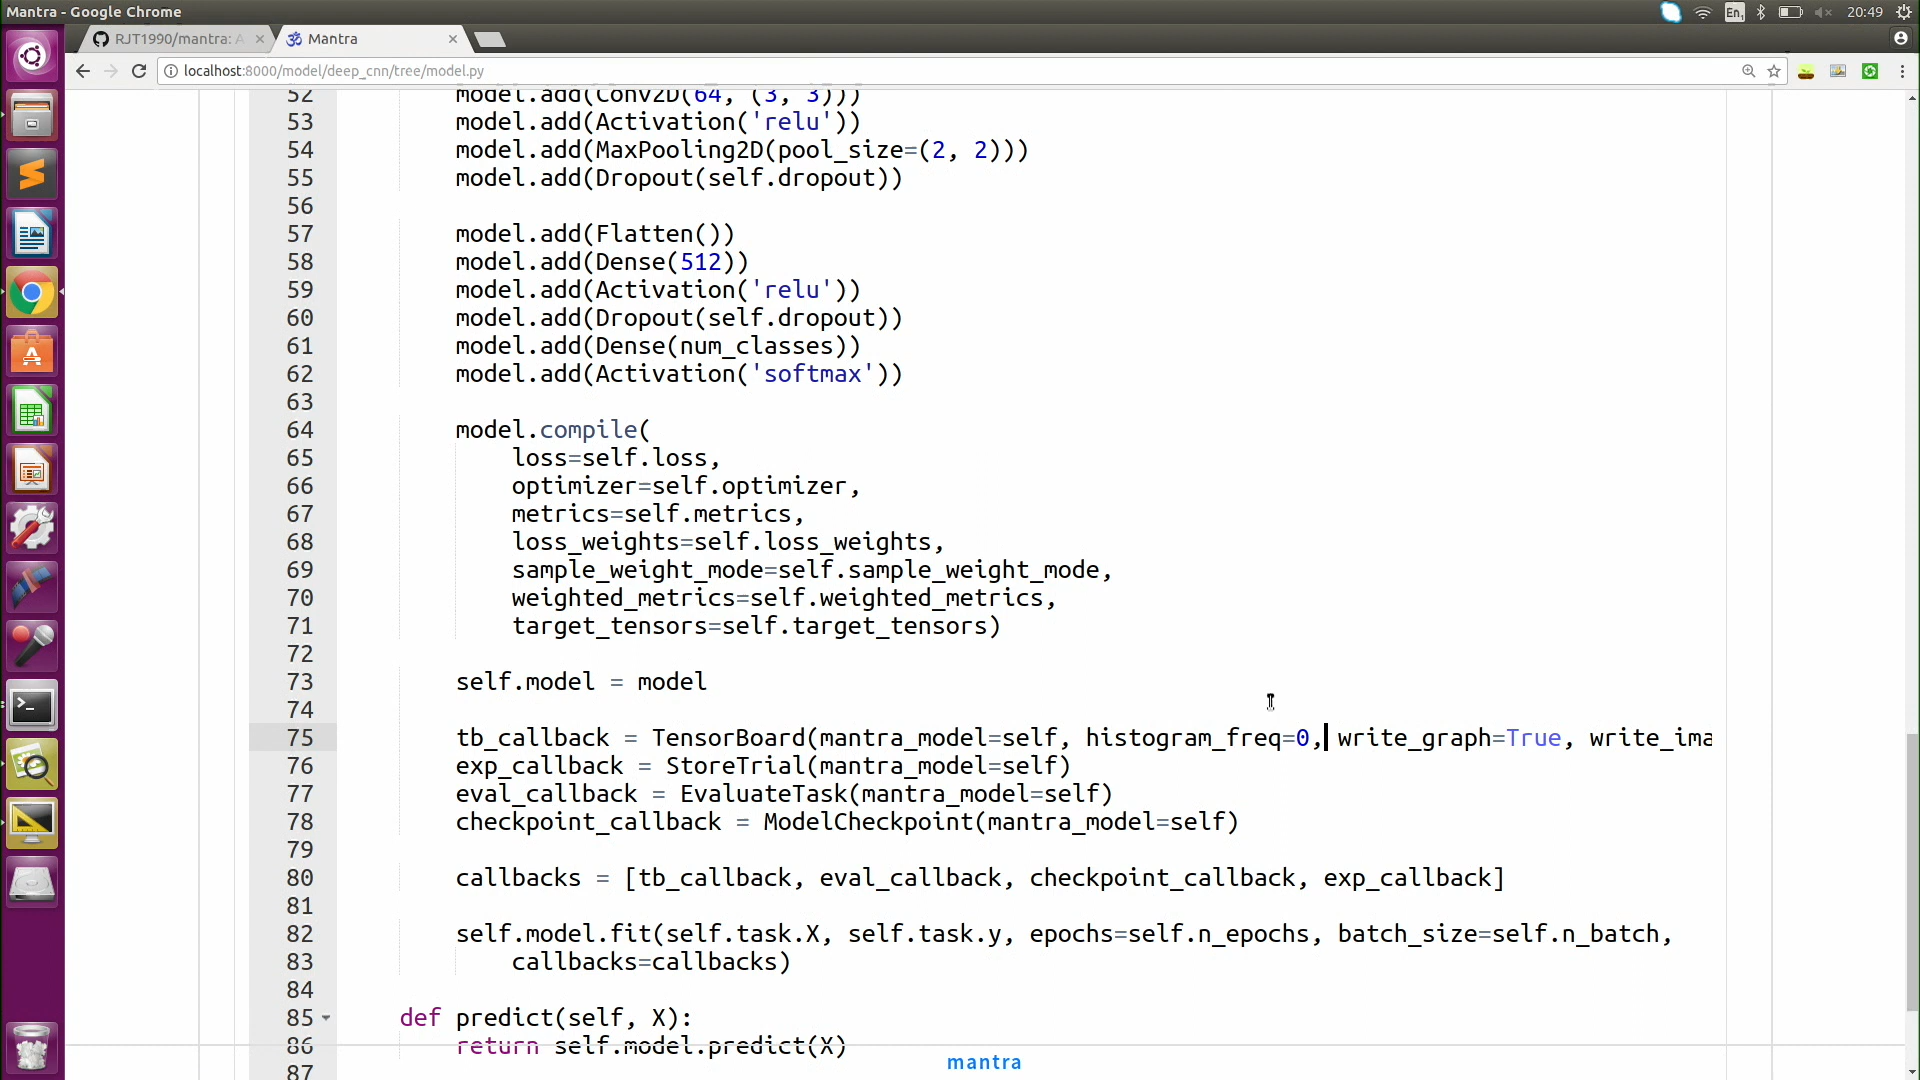 Mantra - Google Chrome
En
20:49
RJT1990/mantra: A
Mantra
localhost:8000/model/deep_cnn/tree/model.py
52 model.add(Conv2D(64, (3, 3)))
53 model.add(Activation('relu'))
54 model.add(MaxPooling2D(pool_size=(2, 2)))
55 model.add(Dropout(self.dropout))
56
57 model.add(Flatten())
58 model.add(Dense(512))
59 model.add(Activation('relu'))
60 model.add(Dropout(self.dropout))
61 model.add(Dense(num_classes))
62 model.add(Activation('softmax'))
63
64 model.compile(
65 loss=self.loss,
66 optimizer=self.optimizer,
67 metrics=self.metrics,
68 loss_weights=self.loss_weights,
69 sample_weight_mode=self.sample_weight_mode,
70 weighted_metrics=self.weighted_metrics,
71 target_tensors=self.target_tensors)
72
73 self.model = model
74
75 tb_callback = TensorBoard(mantra_model=self, histogram_freq=0, write_graph=True, write_ima
76 exp_callback = StoreTrial(mantra_model=self)
77 eval_callback = EvaluateTask(mantra_model=self)
78 checkpoint_callback = ModelCheckpoint(mantra_model=self)
79
80 callbacks = [tb_callback, eval_callback, checkpoint_callback, exp_callback]
81
82 self.model.fit(self.task.X, self.task.y, epochs=self.n_epochs, batch_size=self.n_batch,
83 callbacks=callbacks)
84
85 def predict(self, X):
86 return self.model.predict(X)
87
mantra